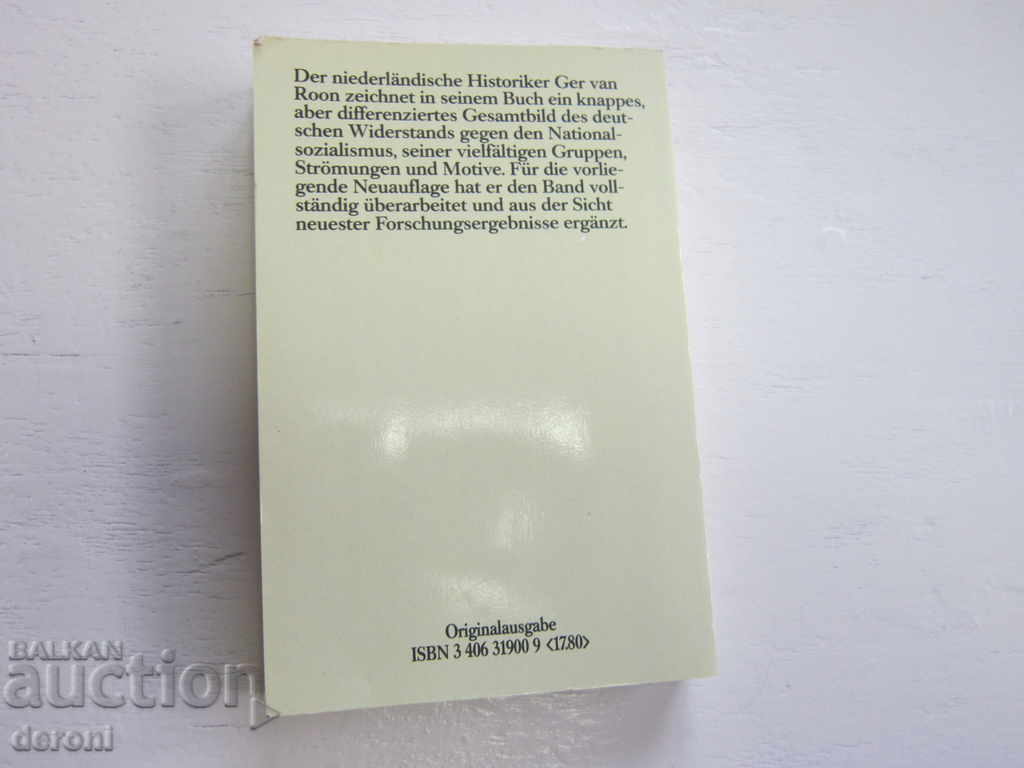 Der niederländische Historiker Ger van
Roon zeichnet in seinem Buch ein knappes,
aber differenziertes Gesamtbild des deut-
schen Widerstands gegen den National-
sozialismus, seiner vielfältigen Gruppen,
Strömungen und Motive. Für die vorlie-
gende Neuauflage hat er den Band voll-
ständig überarbeitet und aus der Sicht
neuester Forschungsergebnisse ergänzt.
Originalausgabe
ISBN 3 406 31900 9 <17.80>
BALKAN
auction
deroni